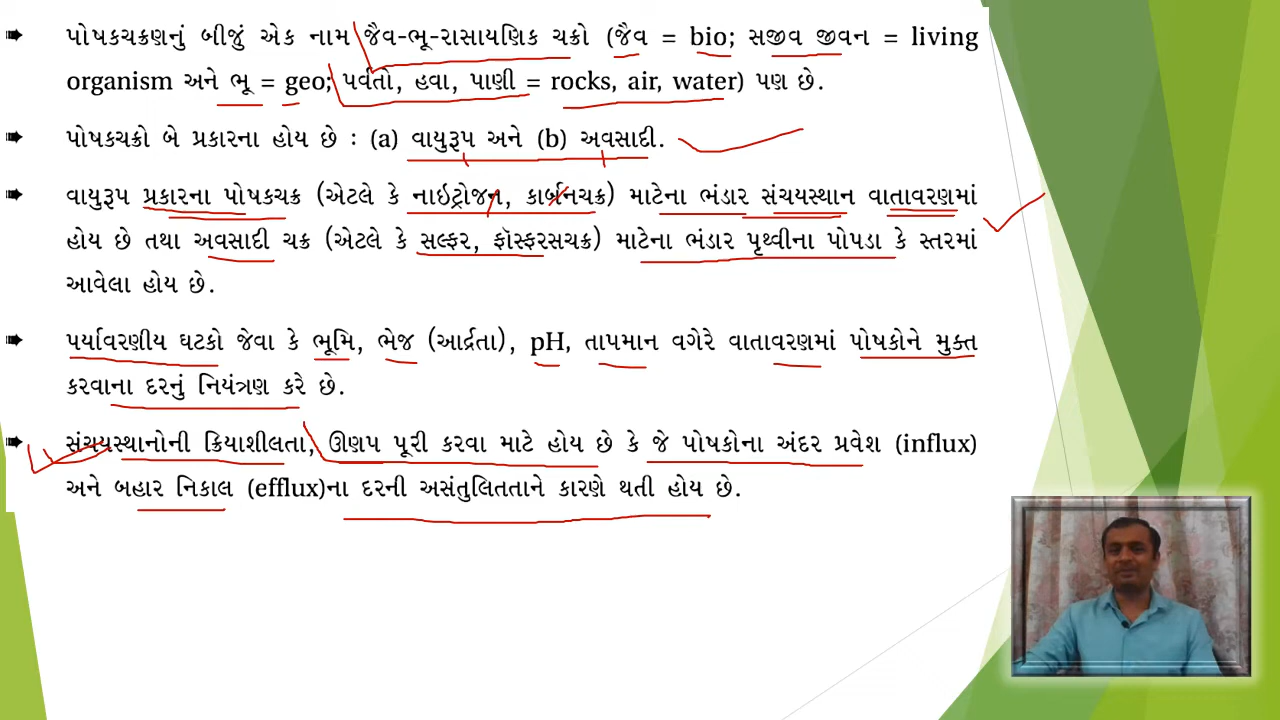 પોષકચક્રણનું બીજું એક નામ જૈવ-ભૂ-રાસાયણિક ચક્રો (જૈવ = bio; સજીવ જીવન = living
organism અને ભૂ = geo; પર્વતો, હવા, પાણી = rocks, air, water) પણ છે.
પોષકચક્રો બે પ્રકારના હોય છે : (a) વાયુરૂપ અને (b) અવસાદી.
વાયુરૂપ પ્રકારના પોષકચક્ર (એટલે કે નાઇટ્રોજન, કાર્બનચક્ર) માટેના ભંડાર સંચયસ્થાન વાતાવરણમાં
હોય છે તથા અવસાદી ચક્ર (એટલે કે સલ્ફર, ફૉસ્ફરસચક્ર) માટેના ભંડાર પૃથ્વીના પોપડા કે સ્તરમાં
આવેલા હોય છે.
પર્યાવરણીય ઘટકો જેવા કે ભૂમિ, ભેજ (આર્દ્રતા), pH, તાપમાન વગેરે વાતાવરણમાં પોષકોને મુક્ત
કરવાના દરનું નિયંત્રણ કરે છે.
સંચયસ્થાનોની ક્રિયાશીલતા, ઊણપ પૂરી કરવા માટે હોય છે કે જે પોષકોના અંદર પ્રવેશ (influx)
અને બહાર નિકાલ (efflux)ના દરની અસંતુલિતતાને કારણે થતી હોય છે.